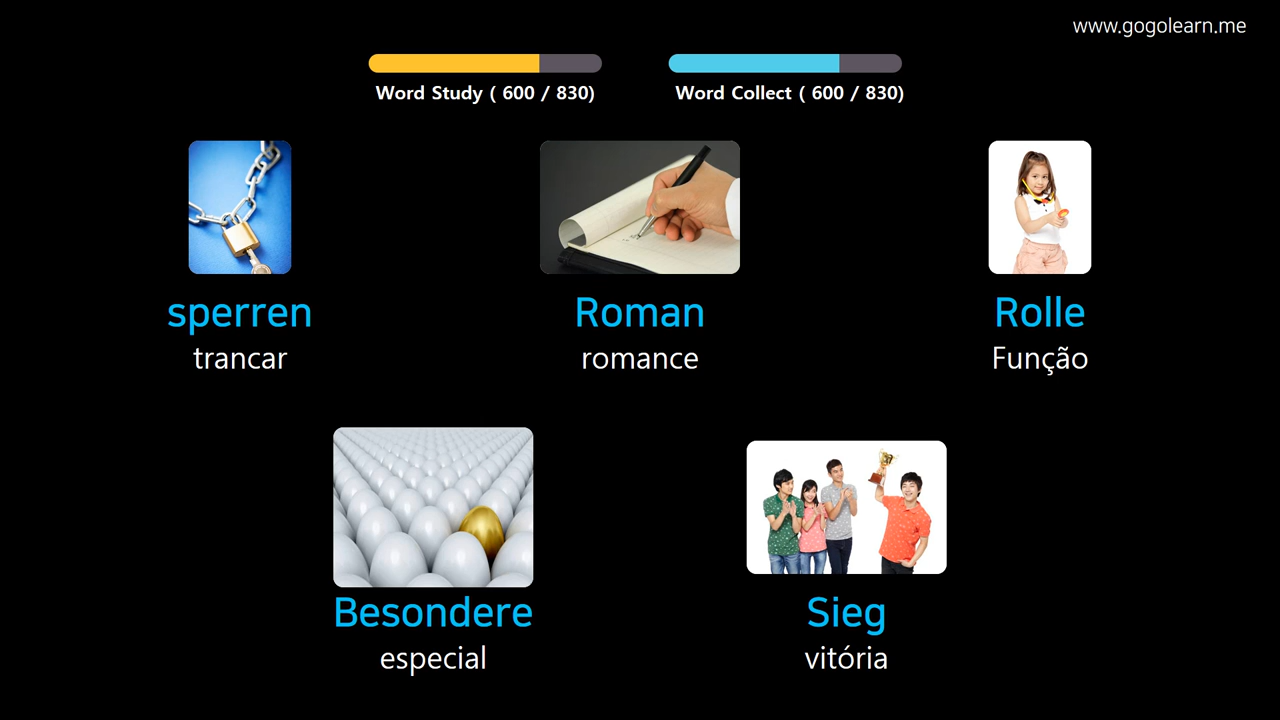 www.gogolearn.me
Word Study ( 600 / 830)
Word Collect ( 600 / 830)
sperren
trancar
Roman
romance
Rolle
Função
Besondere
especial
Sieg
vitória